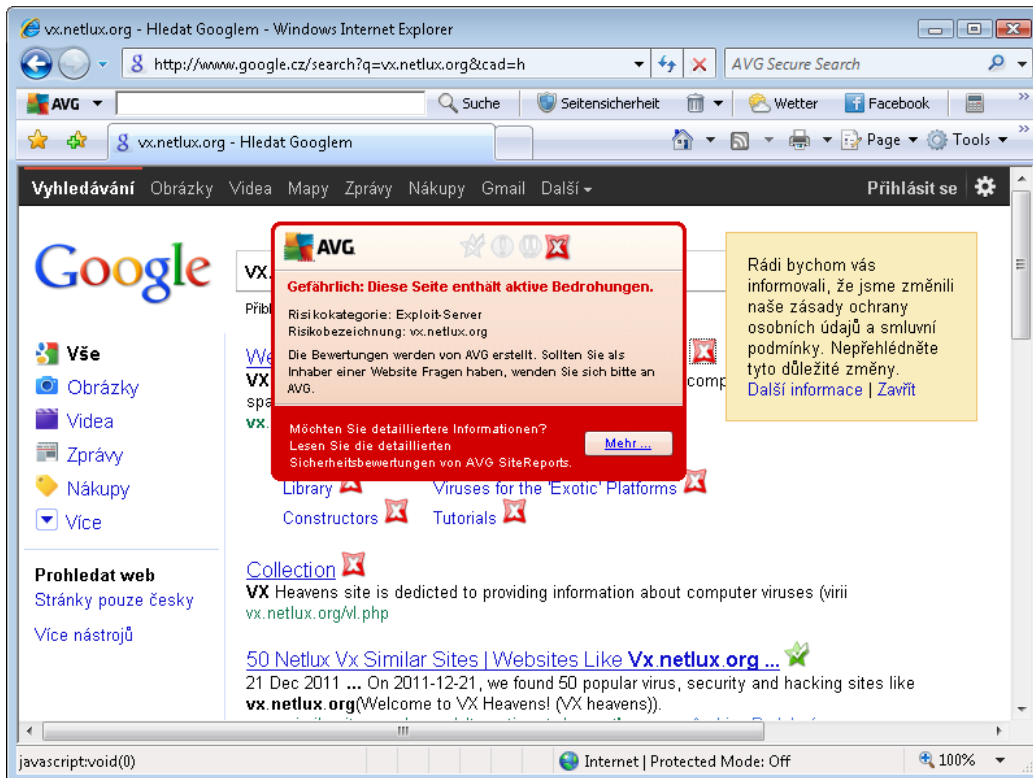 vx.netlux.org - Hledat Googlem - Windows Internet Explorer
http://www.google.cz/search?q=vx.netlux.org&cad=h
AVG Secure Search
AVG Suche Seitensicherheit Wetter Facebook
vx.netlux.org - Hledat Googlem Page Tools
Vyhledávání Obrázky Videa Mapy Zprávy Nákupy Gmail Další Přihlásit se
Google
vx.
AVG
Gefährlich: Diese Seite enthält aktive Bedrohungen.
Risikokategorie: Exploit-Server
Risikobezeichnung: vx.netlux.org
Die Bewertungen werden von AVG erstellt. Sollten Sie als
Inhaber einer Website Fragen haben, wenden Sie sich bitte an
AVG.
Möchten Sie detailliertere Informationen?
Lesen Sie die detaillierten
Sicherheitsbewertungen von AVG SiteReports.
Mehr ...
Rádi bychom vás
informovali, že jsme změnili
naše zásady ochrany
osobních údajů a smluvní
podmínky. Nepřehlédněte
tyto důležité změny.
Další informace | Zavřít
Vše
Obrázky
Videa
Zprávy
Nákupy
Více
Prohledat web
Stránky pouze česky
Více nástrojů
VX
vx.
Library Viruses for the 'Exotic' Platforms
Constructors Tutorials
Collection
VX Heavens site is dedicted to providing information about computer viruses (virii
vx.netlux.org/vl.php
50 Netlux Vx Similar Sites | Websites Like Vx.netlux.org ...
21 Dec 2011 ... On 2011-12-21, we found 50 popular virus, security and hacking sites like
vx.netlux.org(Welcome to VX Heavens! (VX heavens)).
javascript:void(0) Internet | Protected Mode: Off 100%